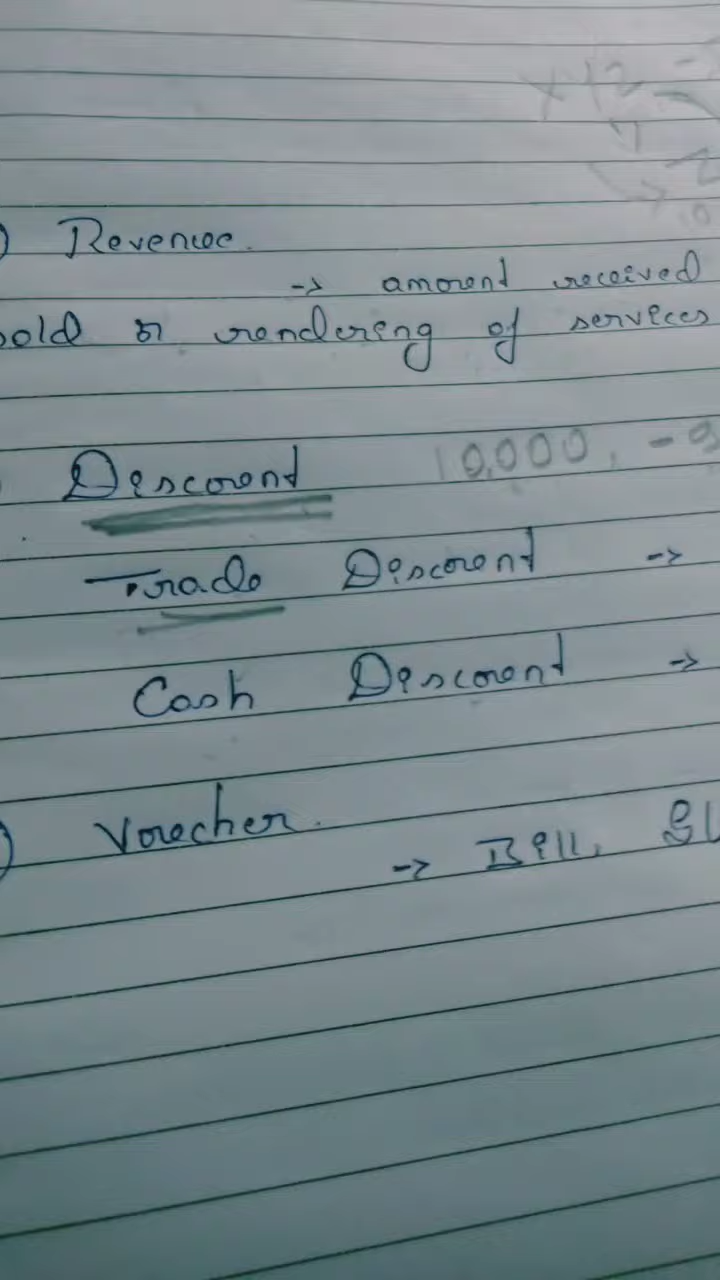 ) Revenue.
-> amount received
sold or rendering of services
Discount 10,000, -
Trade Discount ->
Cash Discount ->
) Voucher.
-> Bill,